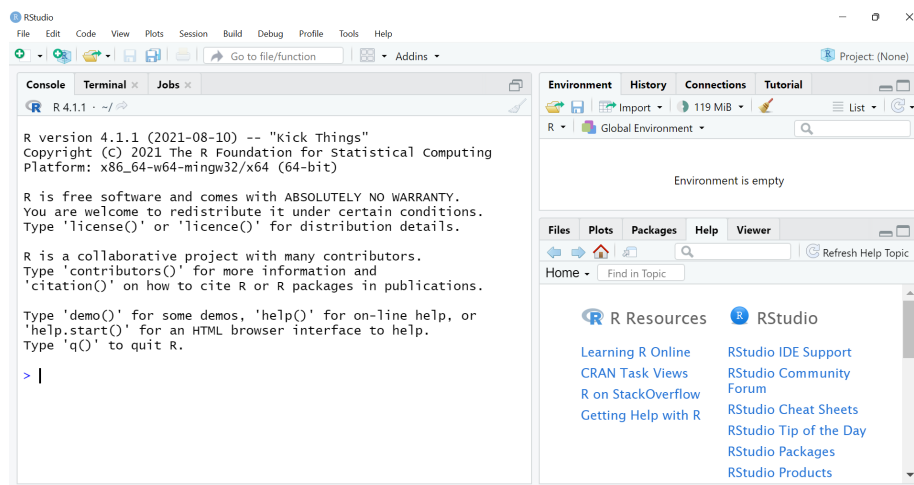 RStudio
File Edit Code View Plots Session Build Debug Profile Tools Help
Go to file/function Addins Project: (None)
Console Terminal Jobs
R 4.1.1 · ~/
R version 4.1.1 (2021-08-10) -- "Kick Things"
Copyright (C) 2021 The R Foundation for Statistical Computing
Platform: x86_64-w64-mingw32/x64 (64-bit)
R is free software and comes with ABSOLUTELY NO WARRANTY.
You are welcome to redistribute it under certain conditions.
Type 'license()' or 'licence()' for distribution details.
R is a collaborative project with many contributors.
Type 'contributors()' for more information and
'citation()' on how to cite R or R packages in publications.
Type 'demo()' for some demos, 'help()' for on-line help, or
'help.start()' for an HTML browser interface to help.
Type 'q()' to quit R.
>
Environment History Connections Tutorial
Import 119 MiB List
R Global Environment
Environment is empty
Files Plots Packages Help Viewer
Refresh Help Topic
Home Find in Topic
R R Resources
Learning R Online
CRAN Task Views
R on StackOverflow
Getting Help with R
R RStudio
RStudio IDE Support
RStudio Community
Forum
RStudio Cheat Sheets
RStudio Tip of the Day
RStudio Packages
RStudio Products